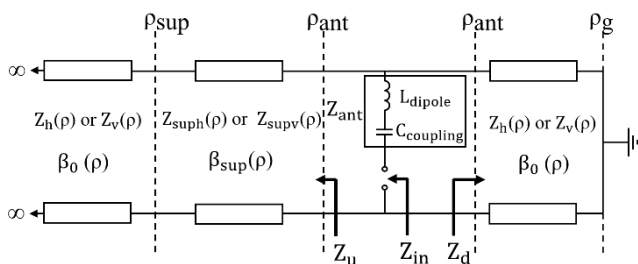 ρsup ρant ρant ρg
∞ ∞
Zh(ρ) or Zv(ρ) Zsuph(ρ) or Zsupv(ρ) Zant Ldipole Ccoupling Zh(ρ) or Zv(ρ)
β0 (ρ) βsup(ρ) β0 (ρ)
Zu Zin Zd